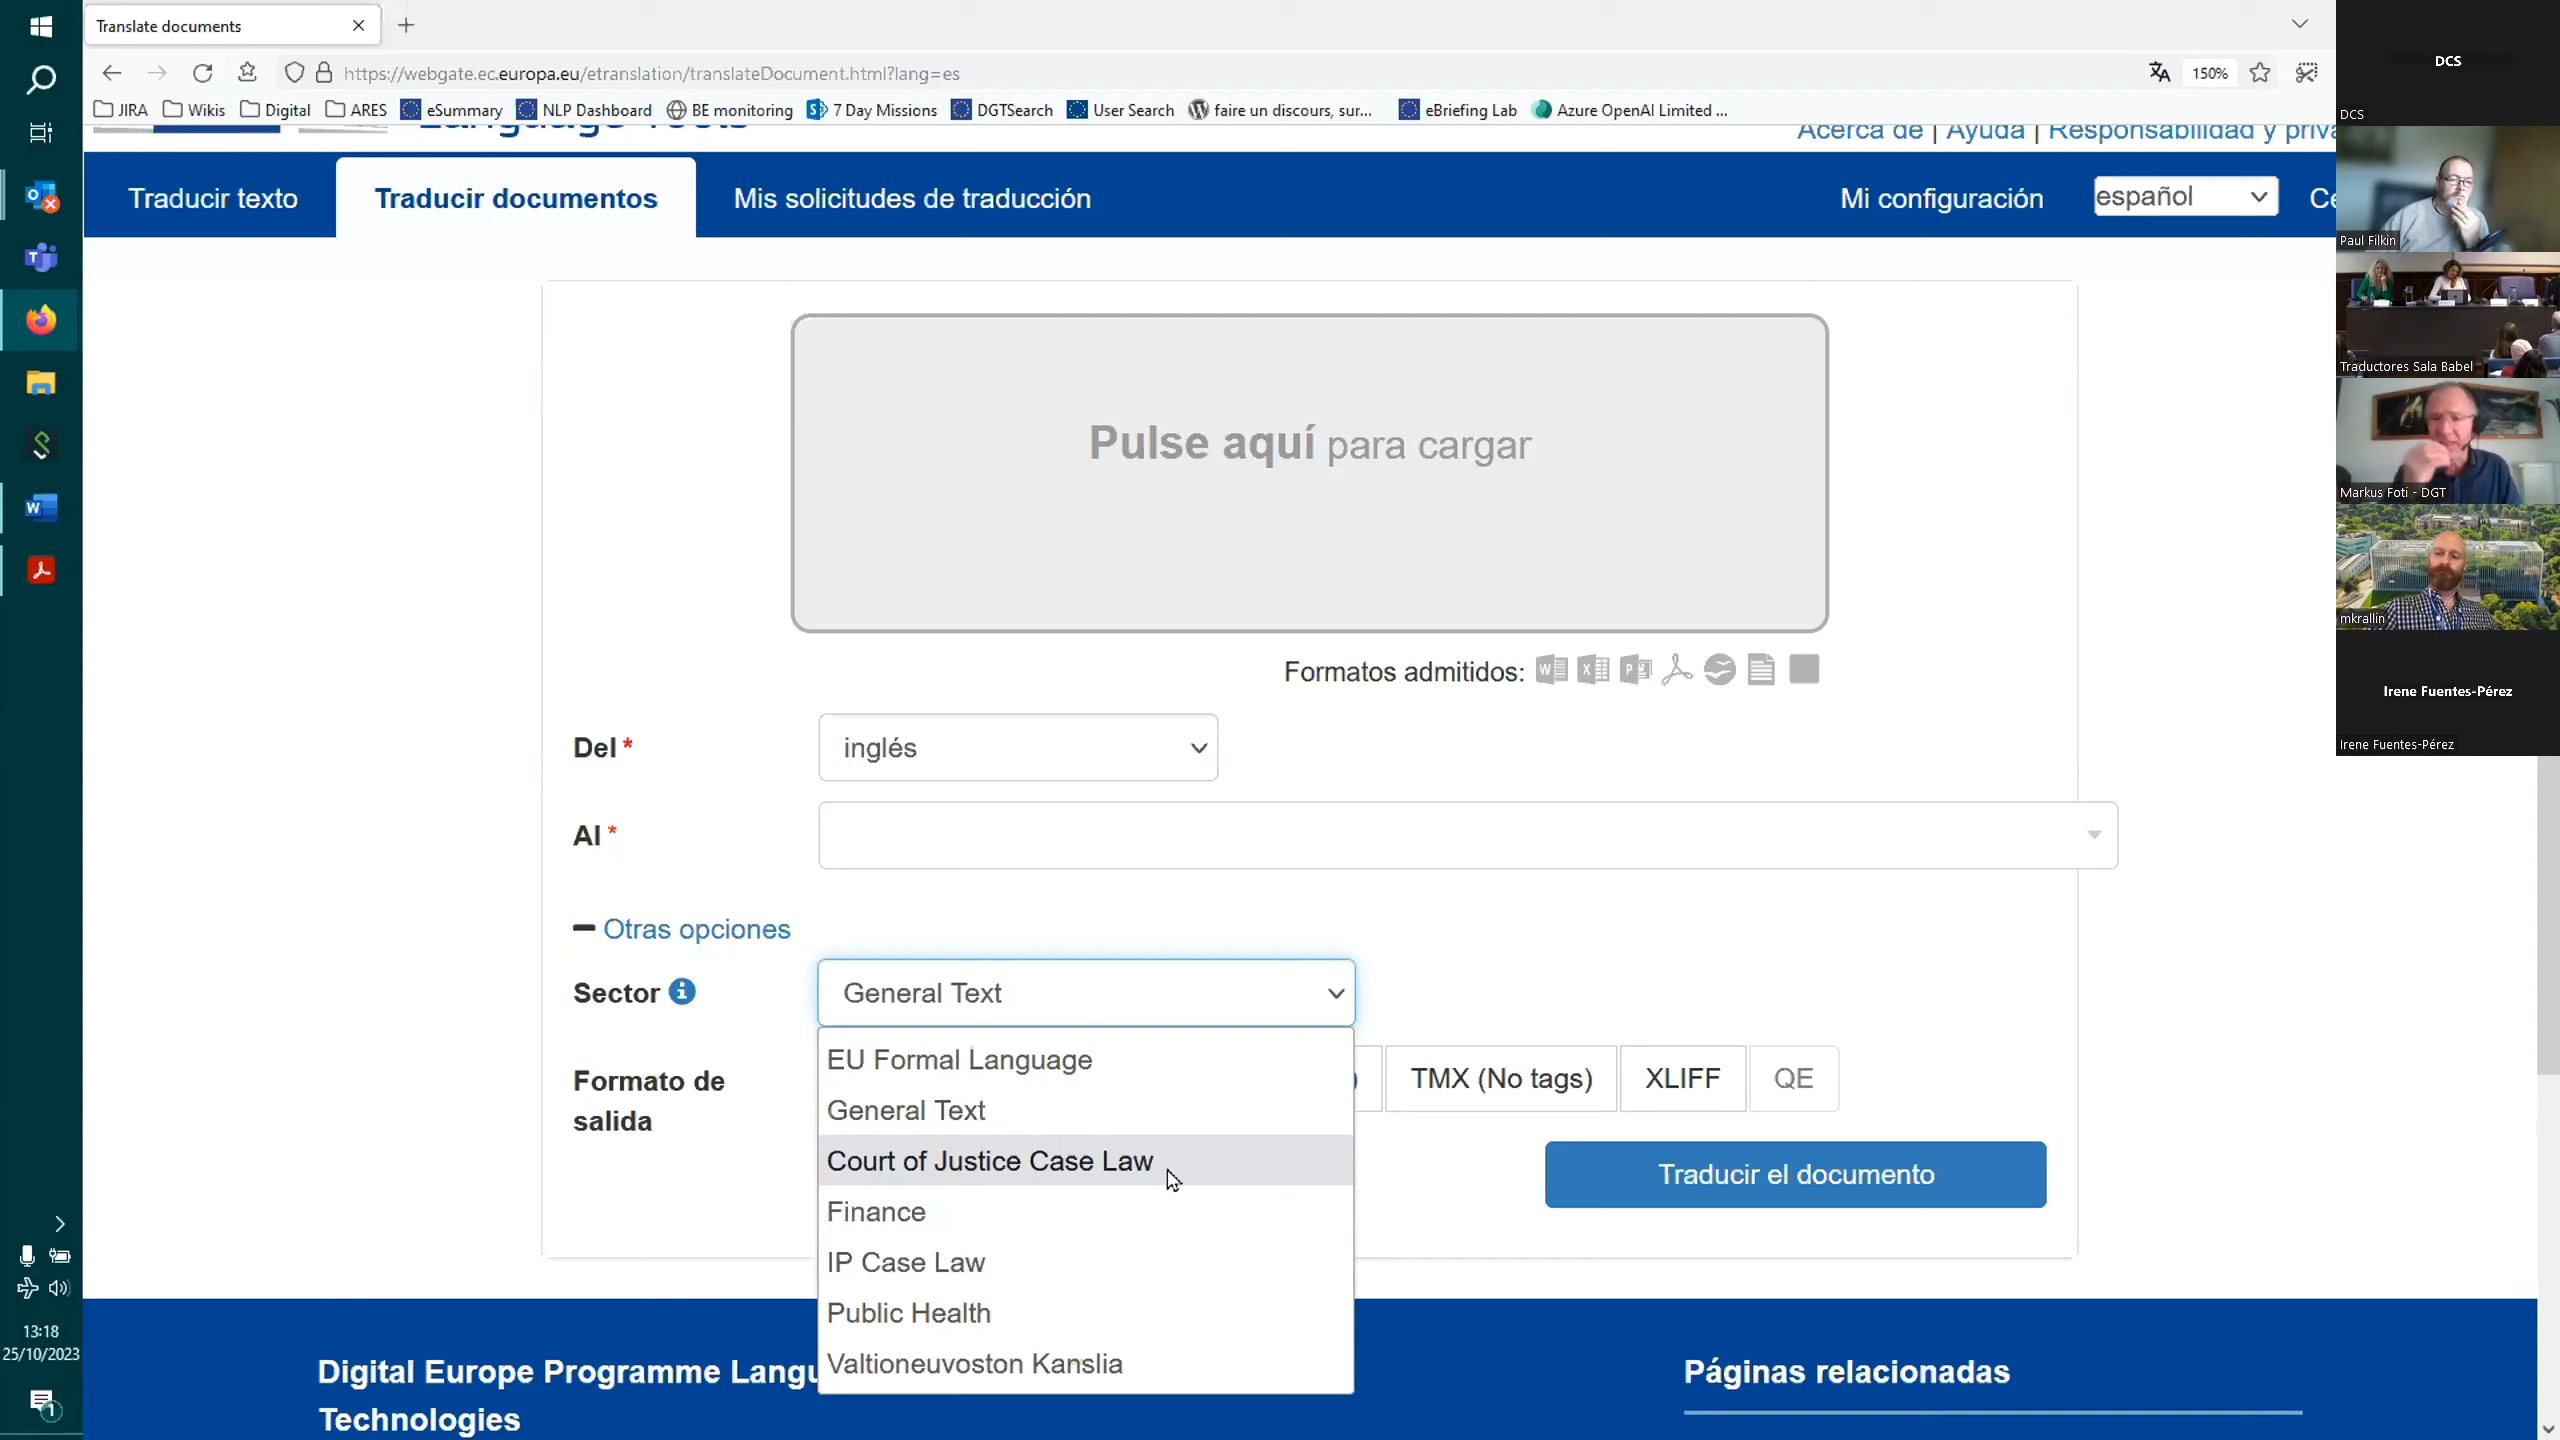 Translate documents
https://webgate.ec.europa.eu/etranslation/translateDocument.html?lang=es
150%
JIRA
Wikis
Digital
ARES
eSummary
NLP Dashboard
BE monitoring
7 Day Missions
DGTSearch
User Search
faire un discours, sur...
eBriefing Lab
Azure OpenAI Limited ...
Language Tools
Acerca de | Ayuda | Responsabilidad y priva
Traducir texto
Traducir documentos
Mis solicitudes de traducción
Mi configuración
español
Ce
Pulse aquí para cargar
Formatos admitidos:
Del *
inglés
Al *
Otras opciones
Sector
General Text
EU Formal Language
General Text
Court of Justice Case Law
Finance
IP Case Law
Public Health
Valtioneuvoston Kanslia
Formato de
salida
TMX (No tags)
XLIFF
QE
Traducir el documento
Digital Europe Programme Langu
Technologies
Páginas relacionadas
13:18
25/10/2023
1
DCS
DCS
Paul Filkin
Traductores Sala Babel
Markus Foti - DGT
mkrallin
Irene Fuentes-Pérez
Irene Fuentes-Pérez